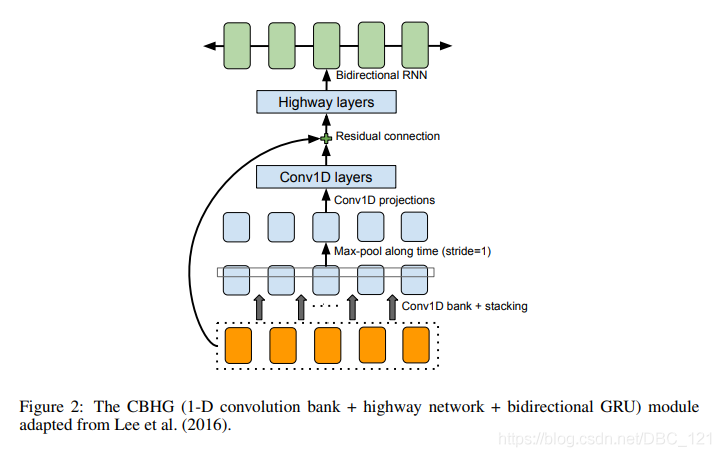 Bidirectional RNN
Highway layers
Residual connection
Conv1D layers
Conv1D projections
Max-pool along time (stride=1)
Conv1D bank + stacking
Figure 2: The CBHG (1-D convolution bank + highway network + bidirectional GRU) module
adapted from Lee et al. (2016).
https://blog.csdn.net/DBC_121